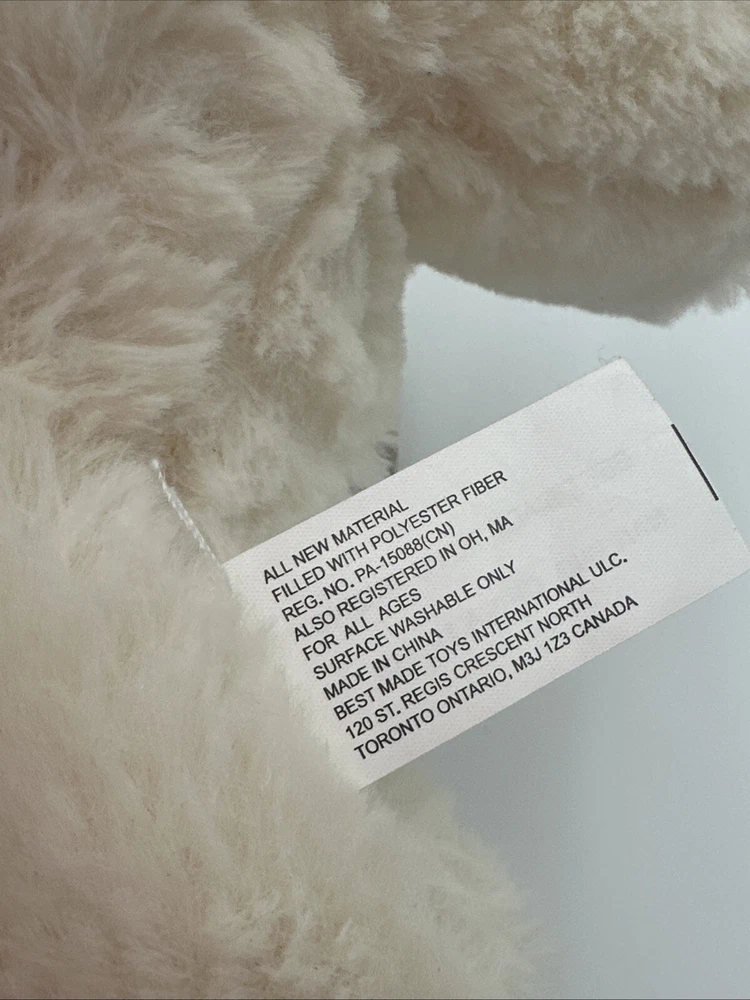 ALL NEW MATERIAL
FILLED WITH POLYESTER FIBER
REG. NO. PA-15088(CN)
ALSO REGISTERED IN OH, MA
FOR ALL AGES
SURFACE WASHABLE ONLY
MADE IN CHINA
BEST MADE TOYS INTERNATIONAL ULC.
120 ST. REGIS CRESCENT NORTH
TORONTO ONTARIO, M3J 1Z3 CANADA